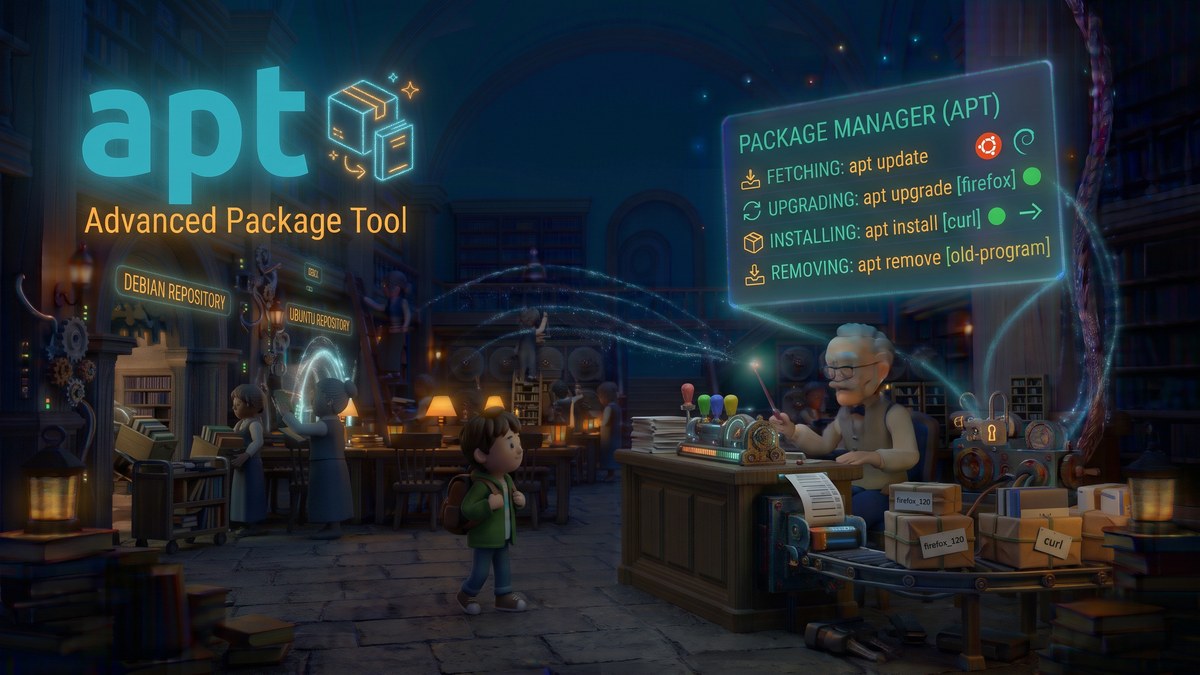 apt
Advanced Package Tool
DEBIAN REPOSITORY
UBUNTU REPOSITORY
PACKAGE MANAGER (APT)
FETCHING: apt update
UPGRADING: apt upgrade [firefox]
INSTALLING: apt install [curl]
REMOVING: apt remove [old-program]
firefox_120
firefox_120
curl